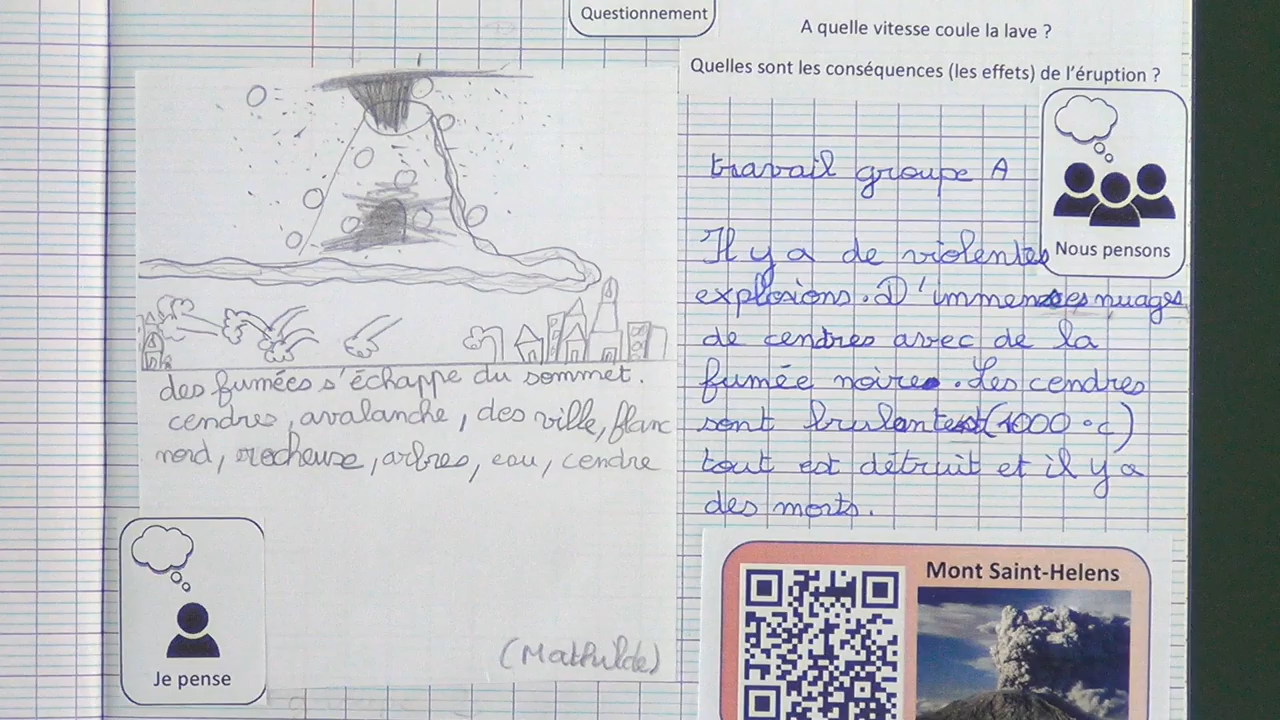 Questionnement
A quelle vitesse coule la lave ?
Quelles sont les conséquences (les effets) de l'éruption ?
des fumées s'échappe du sommet.
cendres, avalanche, des ville, flanc
nord, rocheuse, arbres, eau, cendre
Je pense
(Mathilde)
travail groupe A
Nous pensons
Il y a de violentes
explosions. D'immenses nuages
de cendres avec de la
fumée noire. Les cendres
sont brulantes (1000 °c)
tout est détruit et il y a
des morts.
Mont Saint-Helens